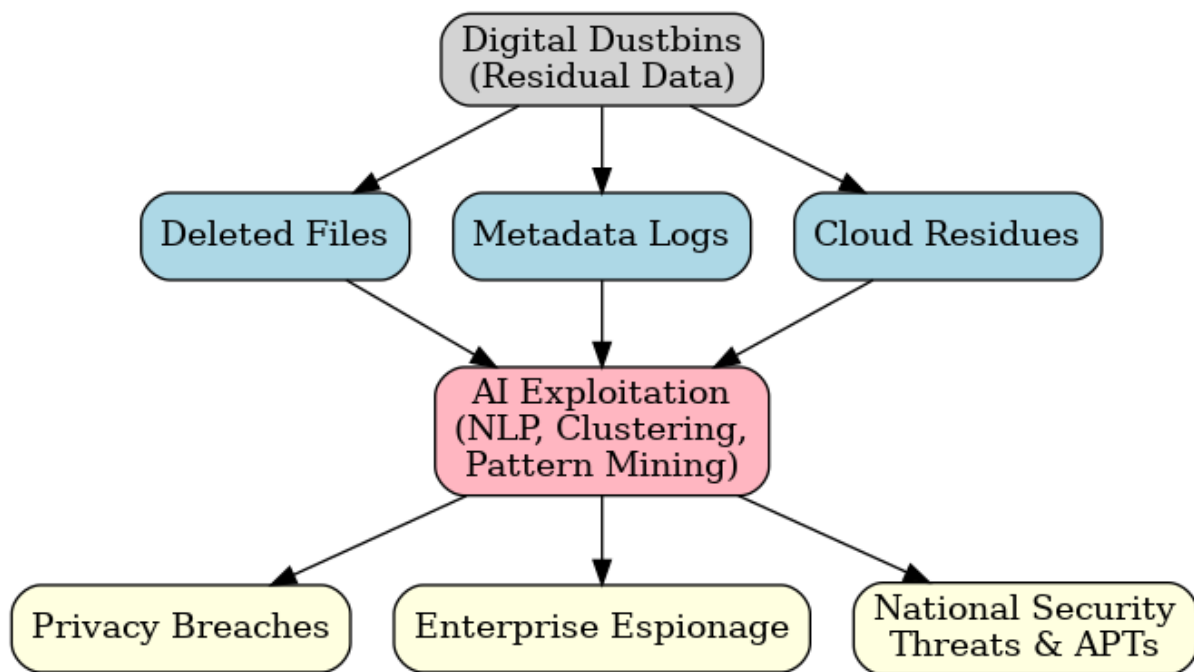 Digital Dustbins
(Residual Data)
Deleted Files
Metadata Logs
Cloud Residues
AI Exploitation
(NLP, Clustering,
Pattern Mining)
Privacy Breaches
Enterprise Espionage
National Security
Threats & APTs